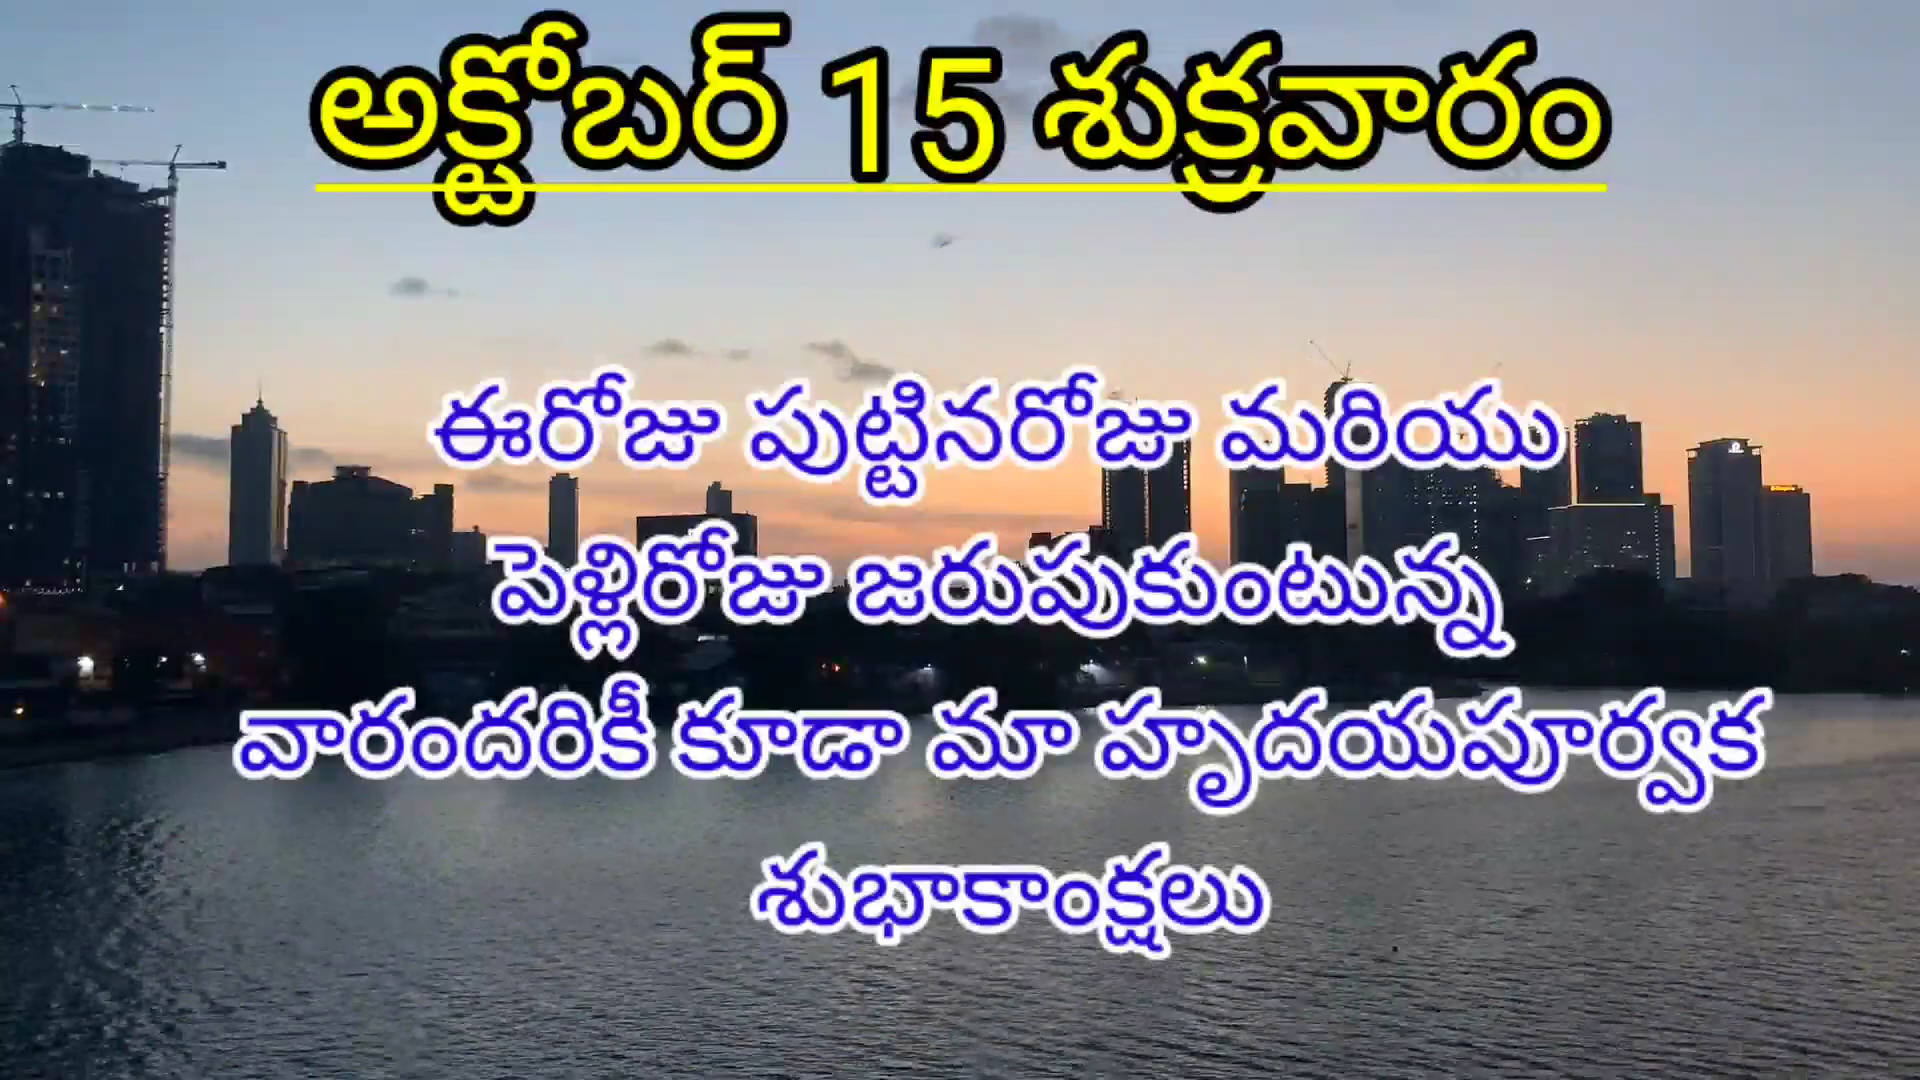 అక్టోబర్ 15 శుక్రవారం
ఈరోజు పుట్టినరోజు మరియు
పెళ్లిరోజు జరుపుకుంటున్న
వారందరికీ కూడా మా హృదయపూర్వక
శుభాకాంక్షలు